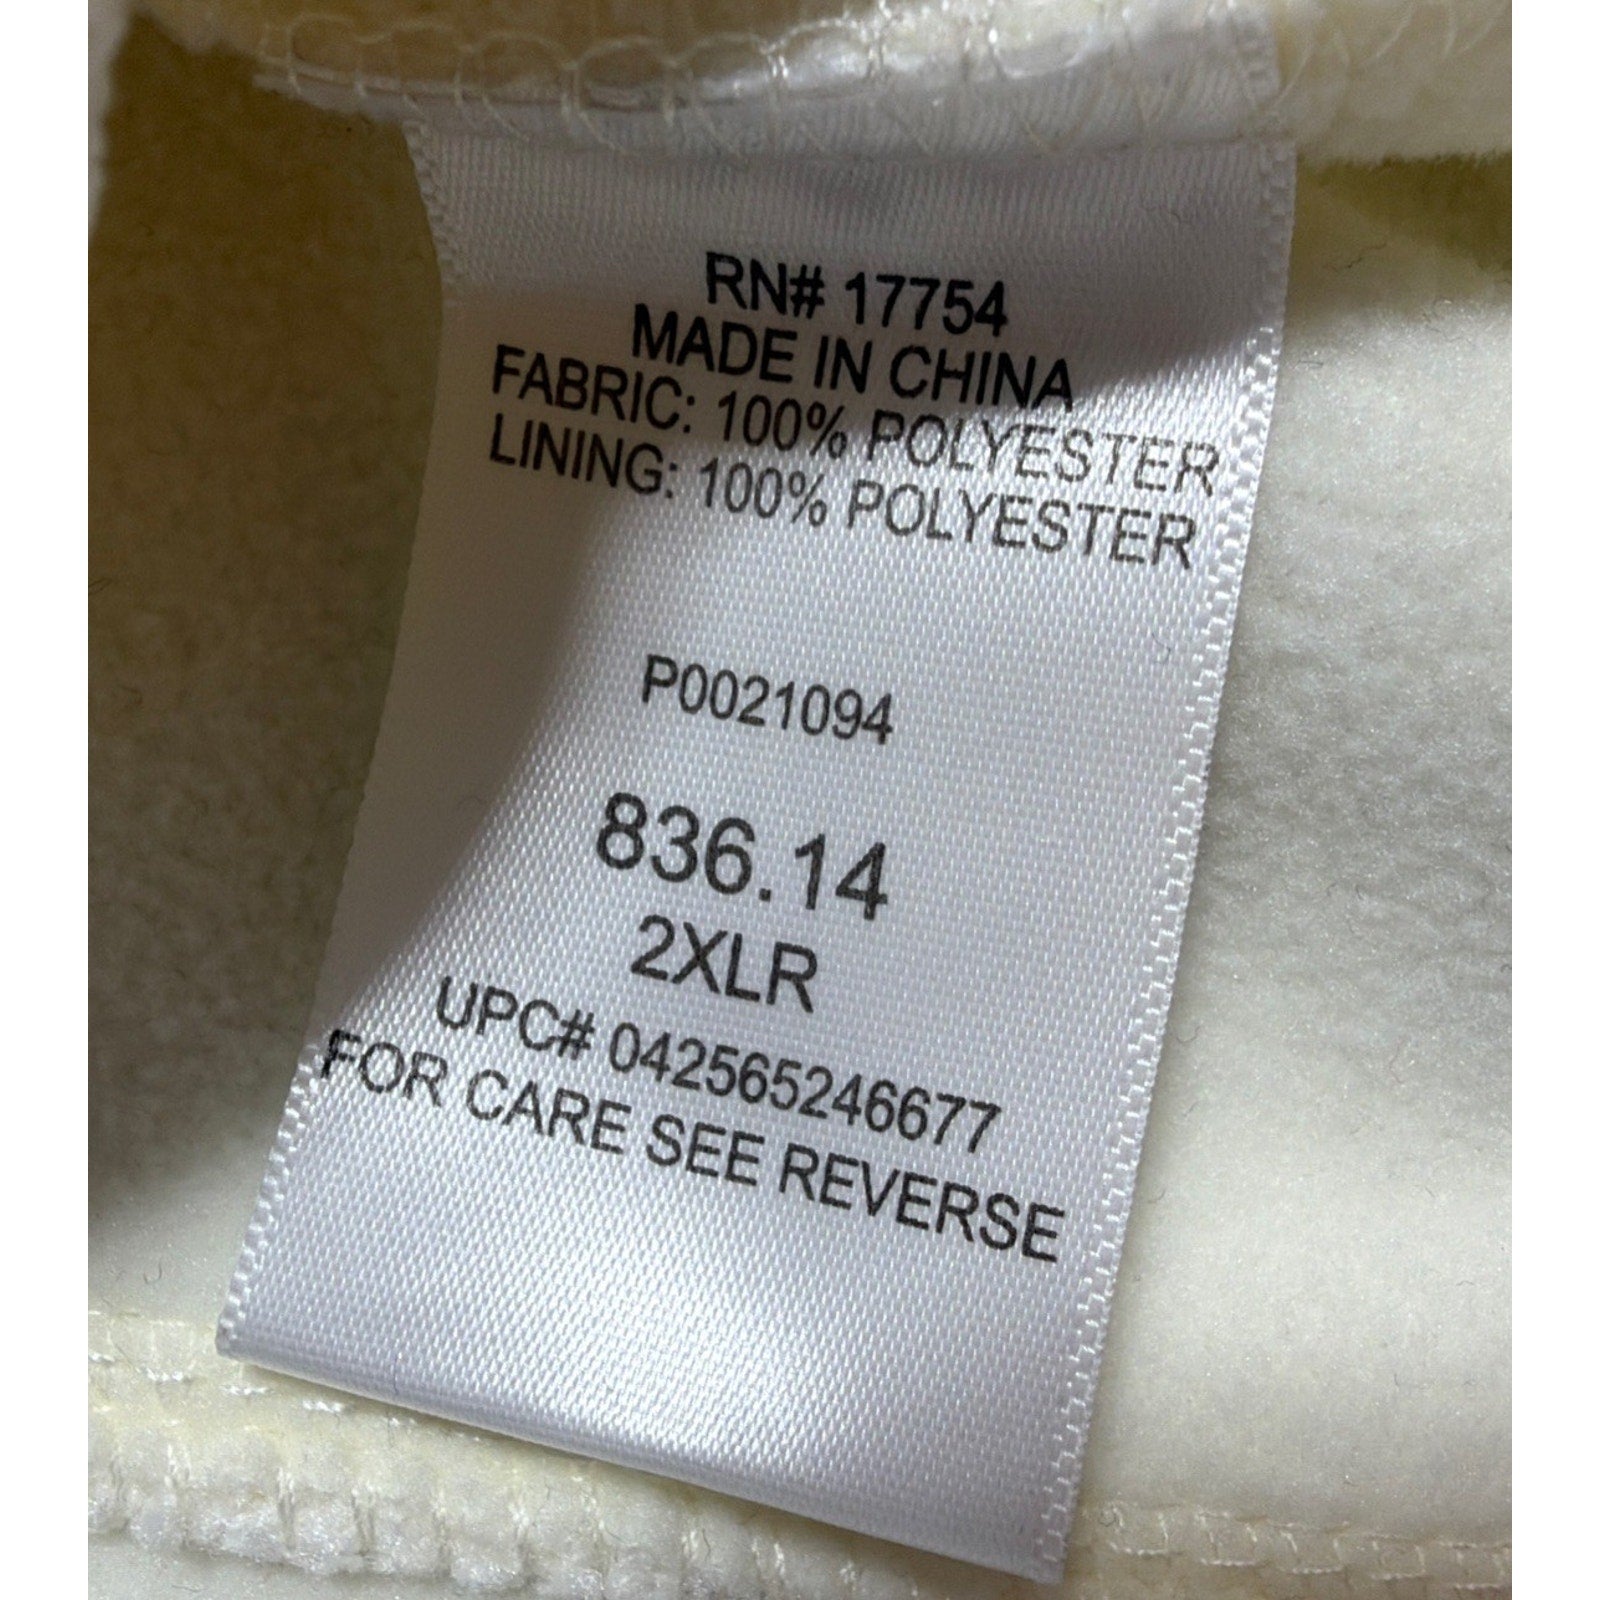 RN# 17754
MADE IN CHINA
FABRIC: 100% POLYESTER
LINING: 100% POLYESTER
P0021094
836.14
2XLR
UPC# 042565246677
FOR CARE SEE REVERSE